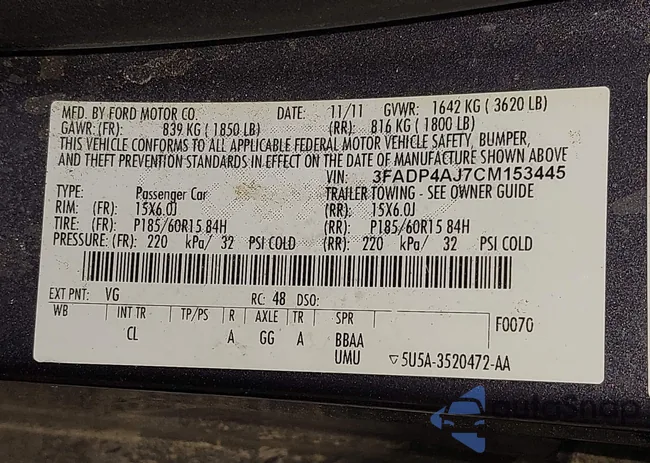 MFD. BY FORD MOTOR CO. DATE: 11/11 GVWR: 1642 KG ( 3620 LB)
GAWR: (FR): 839 KG ( 1850 LB) (RR): 816 KG ( 1800 LB)
THIS VEHICLE CONFORMS TO ALL APPLICABLE FEDERAL MOTOR VEHICLE SAFETY, BUMPER,
AND THEFT PREVENTION STANDARDS IN EFFECT ON THE DATE OF MANUFACTURE SHOWN ABOVE
VIN: 3FADP4AJ7CM153445
TYPE: Passenger Car TRAILER TOWING - SEE OWNER GUIDE
RIM: (FR): 15X6.0J (RR): 15X6.0J
TIRE: (FR): P185/60R15 84H (RR): P185/60R15 84H
PRESSURE: (FR): 220 kPa/ 32 PSI COLD (RR): 220 kPa/ 32 PSI COLD
EXT PNT: VG RC: 48 DSO:
WB INT TR TP/PS R AXLE TR SPR F0070
CL A GG A BBAA
UMU ▽5U5A-3520472-AA
autoSnap